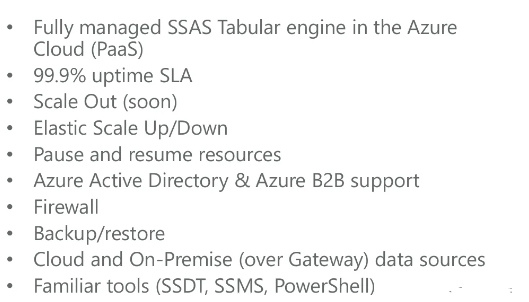 • Fully managed SSAS Tabular engine in the Azure
Cloud (PaaS)
• 99.9% uptime SLA
• Scale Out (soon)
• Elastic Scale Up/Down
• Pause and resume resources
• Azure Active Directory & Azure B2B support
• Firewall
• Backup/restore
• Cloud and On-Premise (over Gateway) data sources
• Familiar tools (SSDT, SSMS, PowerShell)